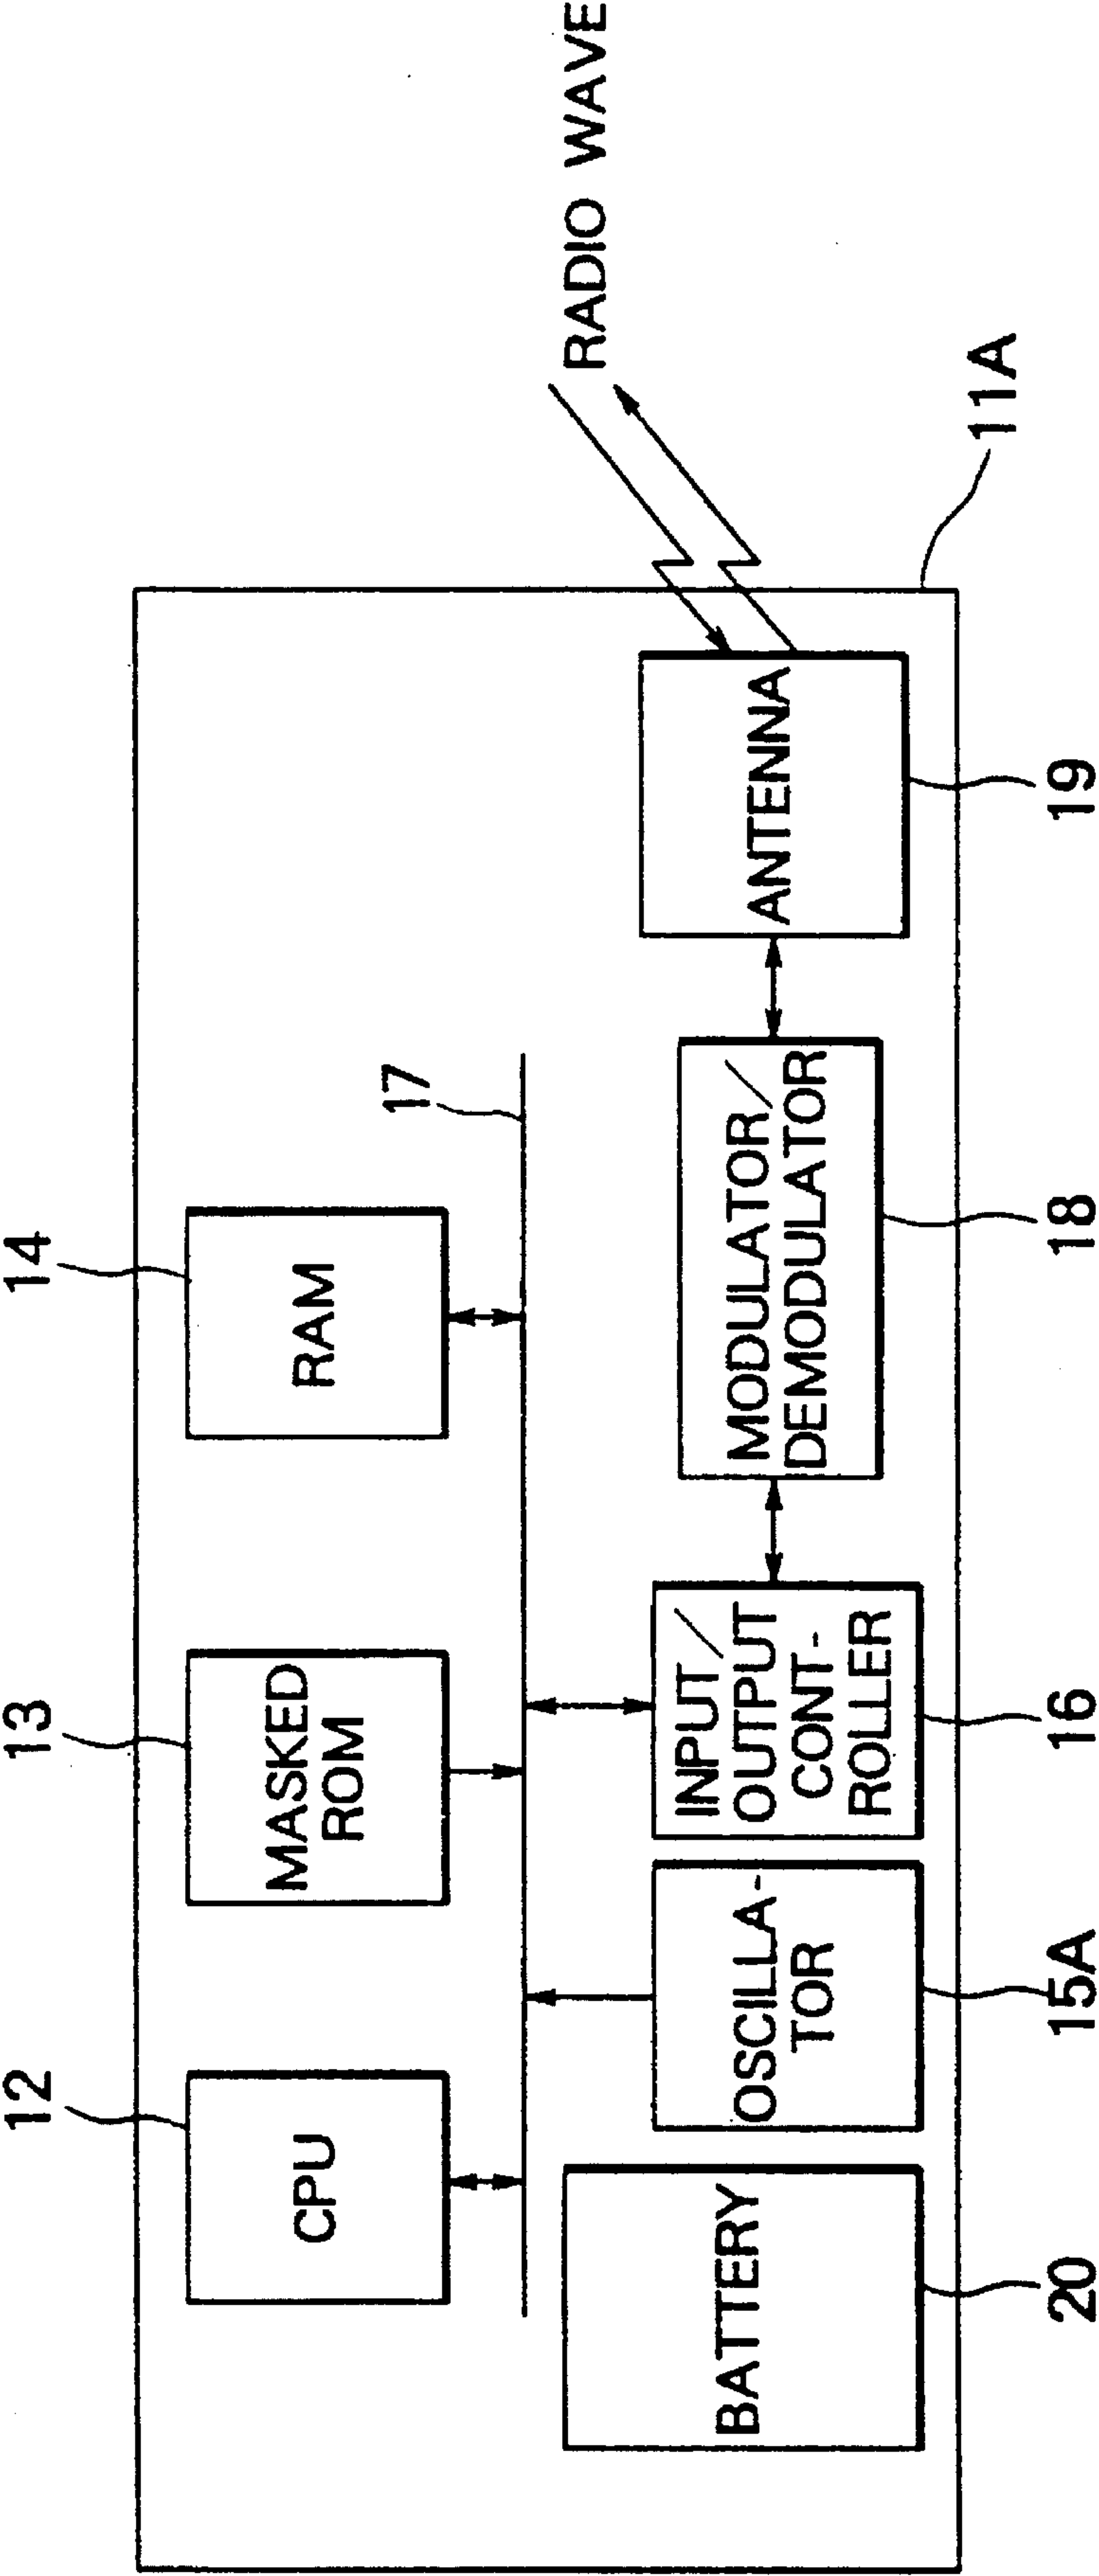 12
13
14
CPU
MASKED
ROM
RAM
17
RADIO WAVE
BATTERY
OSCILLA-
TOR
INPUT/
OUTPUT
CONT-
ROLLER
MODULATOR/
DEMODULATOR
ANTENNA
11A
20
15A
16
18
19